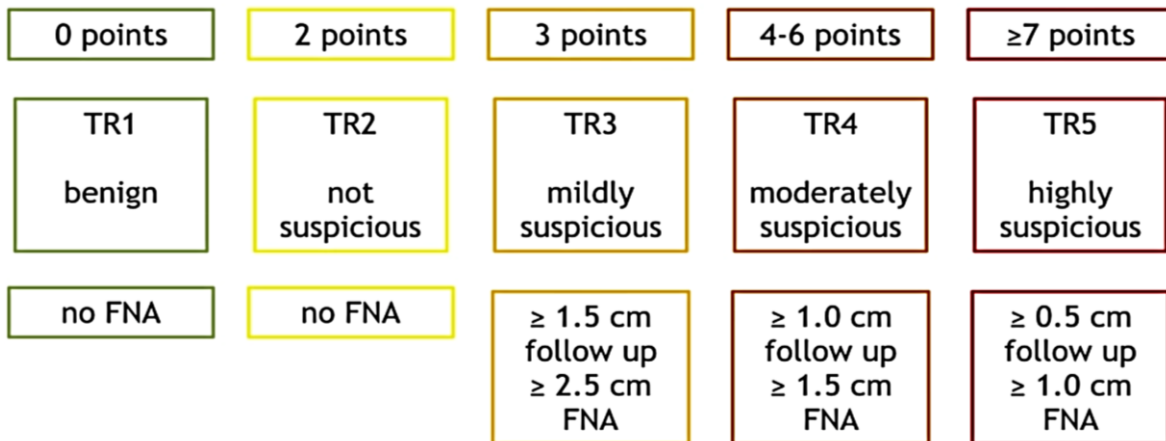 0 points
2 points
3 points
4-6 points
≥7 points
TR1
benign
TR2
not
suspicious
TR3
mildly
suspicious
TR4
moderately
suspicious
TR5
highly
suspicious
no FNA
no FNA
≥ 1.5 cm
follow up
≥ 2.5 cm
FNA
≥ 1.0 cm
follow up
≥ 1.5 cm
FNA
≥ 0.5 cm
follow up
≥ 1.0 cm
FNA